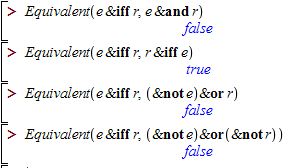 > Equivalent(e &iff r, e &and r)
false
> Equivalent(e &iff r, r &iff e)
true
> Equivalent(e &iff r, (&not e) &or r)
false
> Equivalent(e &iff r, (&not e) &or (&not r))
false